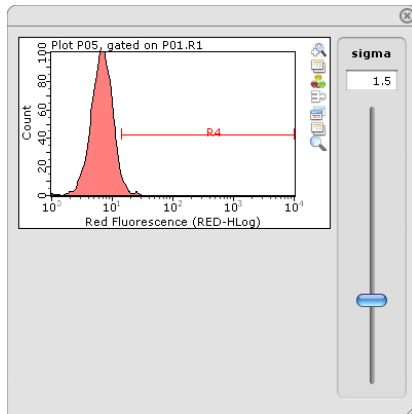 Plot P05, gated on P01.R1
sigma
1.5
Count
100
80
60
40
20
0
R4
10⁰ 10¹ 10² 10³ 10⁴
Red Fluorescence (RED-HLog)